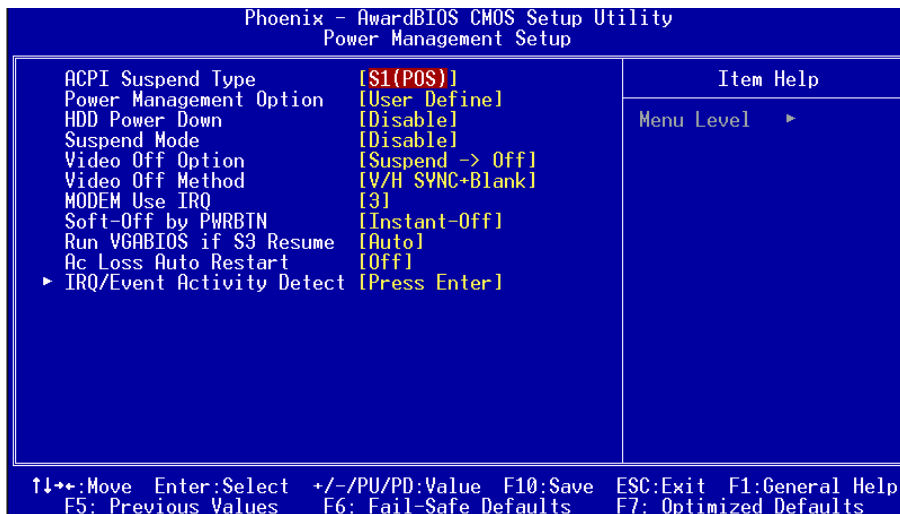 Phoenix - AwardBIOS CMOS Setup Utility
Power Management Setup
ACPI Suspend Type [S1(POS)]
Power Management Option [User Define]
HDD Power Down [Disable]
Suspend Mode [Disable]
Video Off Option [Suspend -> Off]
Video Off Method [V/H SYNC+Blank]
MODEM Use IRQ [3]
Soft-Off by PWRBTN [Instant-Off]
Run VGABIOS if S3 Resume [Auto]
Ac Loss Auto Restart [Off]
► IRQ/Event Activity Detect [Press Enter]
Item Help
Menu Level ►
↑↓→←:Move Enter:Select +/-/PU/PD:Value F10:Save ESC:Exit F1:General Help
F5: Previous Values F6: Fail-Safe Defaults F7: Optimized Defaults